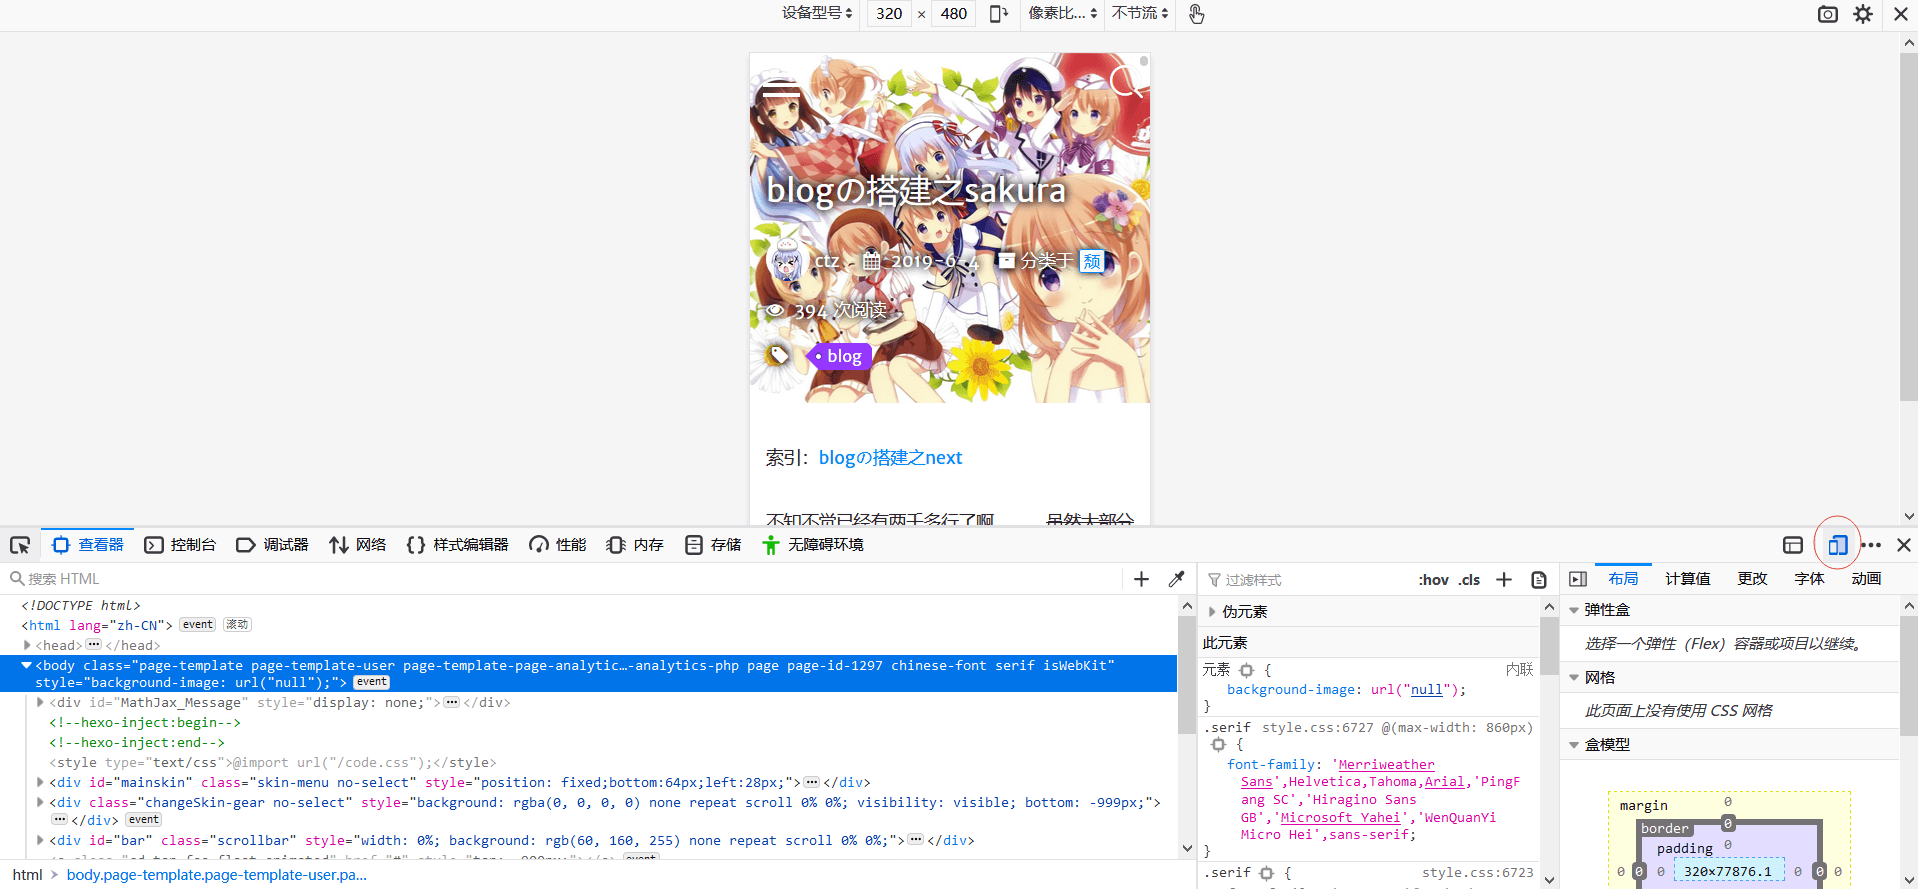 设备型号
320 × 480
像素比...
不节流
blogの搭建之sakura
ctz 2019-6-4 分类于 颓
394 次阅读
blog
索引：blogの搭建之next
不知不觉已经有两千多行了啊 虽然大部分
查看器 控制台 调试器 网络 样式编辑器 性能 内存 存储 无障碍环境
搜索 HTML
<!DOCTYPE html>
<html lang="zh-CN"> event 滚动
<head>···</head>
<body class="page-template page-template-user page-template-page-analytic…-analytics-php page page-id-1297 chinese-font serif isWebKit"
style="background-image: url("null");"> event
<div id="MathJax_Message" style="display: none;">···</div>
<!--hexo-inject:begin-->
<!--hexo-inject:end-->
<style type="text/css">@import url("/code.css");</style>
<div id="mainskin" class="skin-menu no-select" style="position: fixed;bottom:64px;left:28px;">···</div>
<div class="changeSkin-gear no-select" style="background: rgba(0, 0, 0, 0) none repeat scroll 0% 0%; visibility: visible; bottom: -999px;">
···</div> event
<div id="bar" class="scrollbar" style="width: 0%; background: rgb(60, 160, 255) none repeat scroll 0% 0%;">···</div>
html > body.page-template.page-template-user.pa...
过滤样式 :hov .cls
伪元素
此元素
元素 { 内联
background-image: url("null");
}
.serif style.css:6727 @(max-width: 860px)
{
font-family: 'Merriweather
Sans',Helvetica,Tahoma,Arial,'PingF
ang SC','Hiragino Sans
GB','Microsoft Yahei','WenQuanYi
Micro Hei',sans-serif;
}
.serif { style.css:6723
布局 计算值 更改 字体 动画
弹性盒
选择一个弹性（Flex）容器或项目以继续。
网格
此页面上没有使用 CSS 网格
盒模型
margin 0
border 0
padding 0
0 0 0 320×77876.1 0 0 0